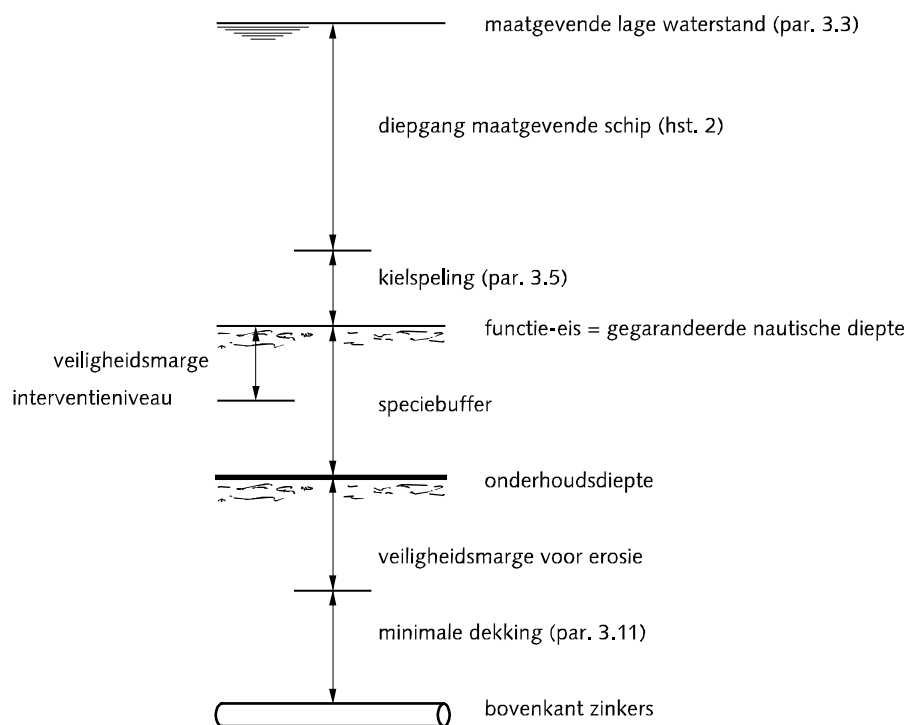 maatgevende lage waterstand (par. 3.3)
diepgang maatgevende schip (hst. 2)
kielspeling (par. 3.5)
functie-eis = gegarandeerde nautische diepte
veiligheidsmarge
interventieniveau
speciebuffer
onderhoudsdiepte
veiligheidsmarge voor erosie
minimale dekking (par. 3.11)
bovenkant zinkers